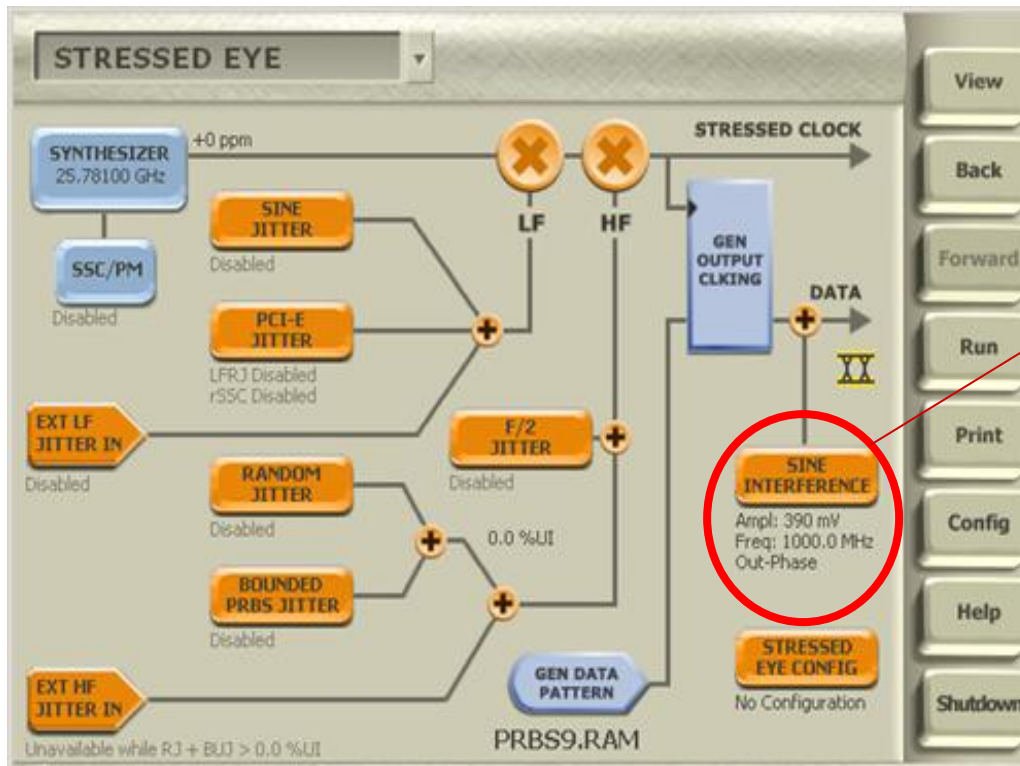 STRESSED EYE
SYNTHESIZER
25.78100 GHz
+0 ppm
SSC/PM
Disabled
SINE
JITTER
Disabled
PCI-E
JITTER
LFRJ Disabled
rSSC Disabled
EXT LF
JITTER IN
Disabled
RANDOM
JITTER
Disabled
BOUNDED
PRBS JITTER
Disabled
EXT HF
JITTER IN
Unavailable while RJ + BUJ > 0.0 %UI
LF
HF
F/2
JITTER
Disabled
0.0 %UI
STRESSED CLOCK
GEN
OUTPUT
CLKING
DATA
SINE
INTERFERENCE
Ampl: 390 mV
Freq: 1000.0 MHz
Out-Phase
STRESSED
EYE CONFIG
No Configuration
GEN DATA
PATTERN
PRBS9.RAM
View
Back
Forward
Run
Print
Config
Help
Shutdown